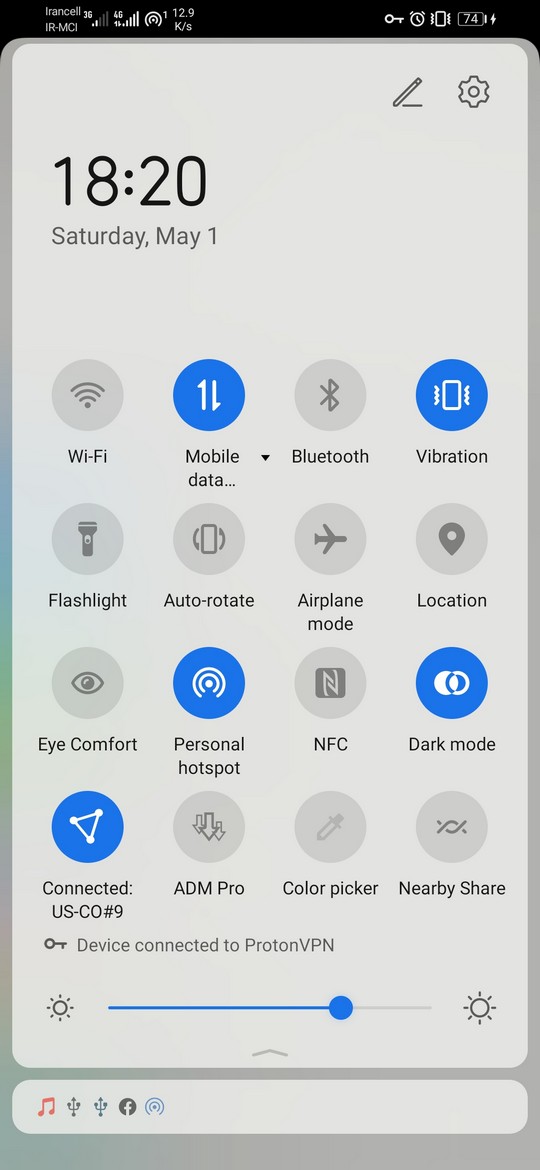 Irancell 3G 4G 1 12.9
IR-MCI K/s 74
18:20
Saturday, May 1
Wi-Fi
Mobile
data...
Bluetooth
Vibration
Flashlight
Auto-rotate
Airplane
mode
Location
Eye Comfort
Personal
hotspot
NFC
Dark mode
Connected:
US-CO#9
ADM Pro
Color picker
Nearby Share
Device connected to ProtonVPN